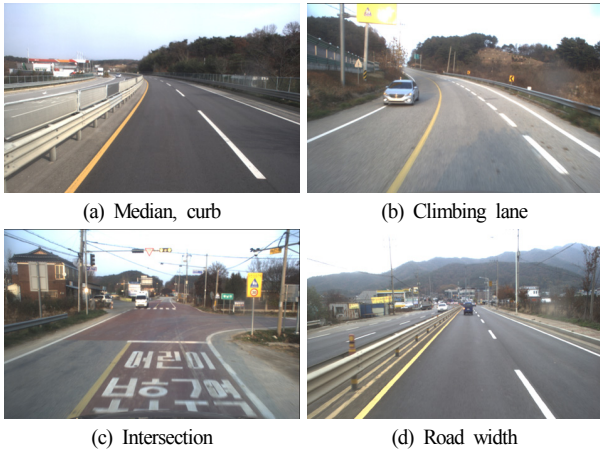 (a) Median, curb
(b) Climbing lane
어린이
보호구역
(c) Intersection
(d) Road width